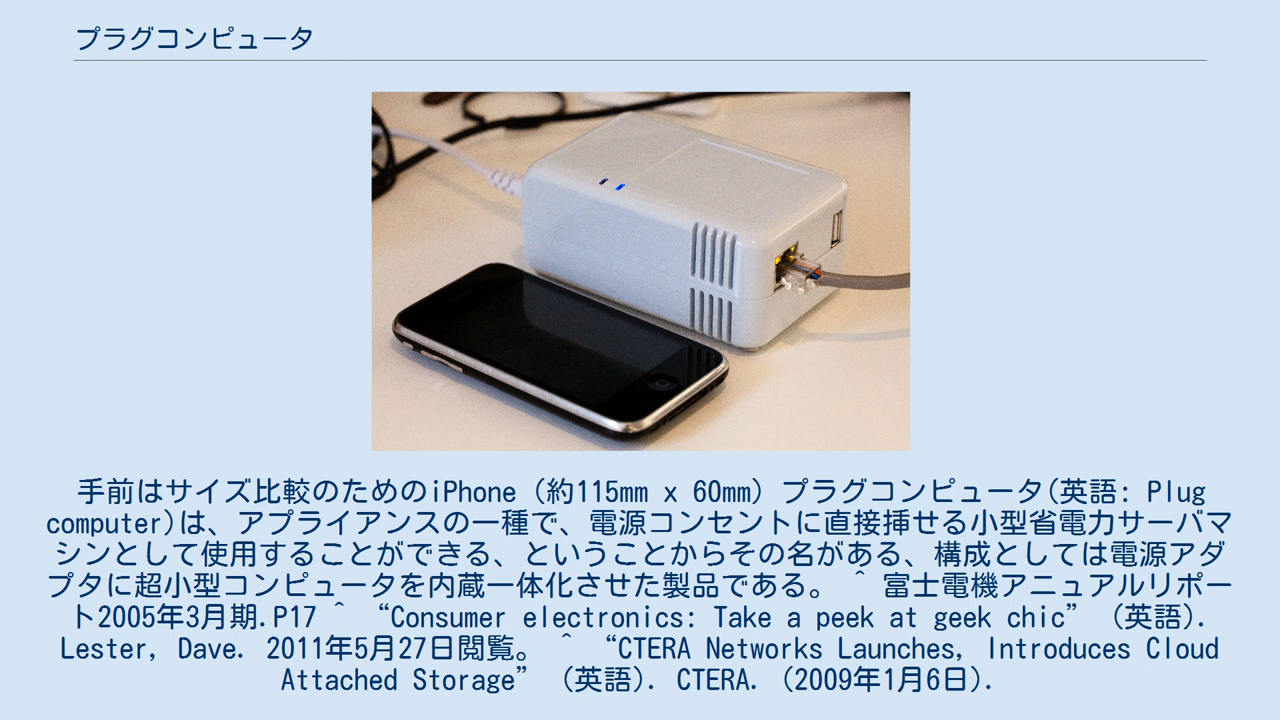 プラグコンピュータ
手前はサイズ比較のためのiPhone（約115mm x 60mm）プラグコンピュータ(英語: Plug
computer)は、アプライアンスの一種で、電源コンセントに直接挿せる小型省電力サーバマ
シンとして使用することができる、ということからその名がある、構成としては電源アダ
プタに超小型コンピュータを内蔵一体化させた製品である。 ^ 富士電機アニュアルリポー
ト2005年3月期.P17 ^ “Consumer electronics: Take a peek at geek chic” （英語）.
Lester, Dave. 2011年5月27日閲覧。 ^ “CTERA Networks Launches, Introduces Cloud
Attached Storage” （英語）. CTERA. (2009年1月6日).